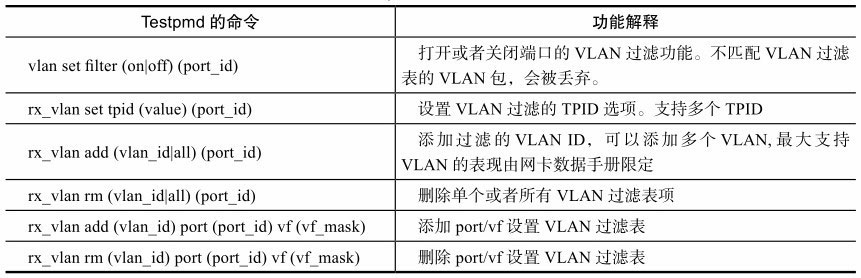 Testpmd 的命令 功能解释
vlan set filter (on|off) (port_id)
打开或者关闭端口的 VLAN 过滤功能。不匹配 VLAN 过滤
表的 VLAN 包，会被丢弃。
rx_vlan set tpid (value) (port_id) 设置 VLAN 过滤的 TPID 选项。支持多个 TPID
rx_vlan add (vlan_id|all) (port_id)
添加过滤的 VLAN ID，可以添加多个 VLAN, 最大支持
VLAN 的表现由网卡数据手册限定
rx_vlan rm (vlan_id|all) (port_id) 删除单个或者所有 VLAN 过滤表项
rx_vlan add (vlan_id) port (port_id) vf (vf_mask) 添加 port/vf 设置 VLAN 过滤表
rx_vlan rm (vlan_id) port (port_id) vf (vf_mask) 删除 port/vf 设置 VLAN 过滤表